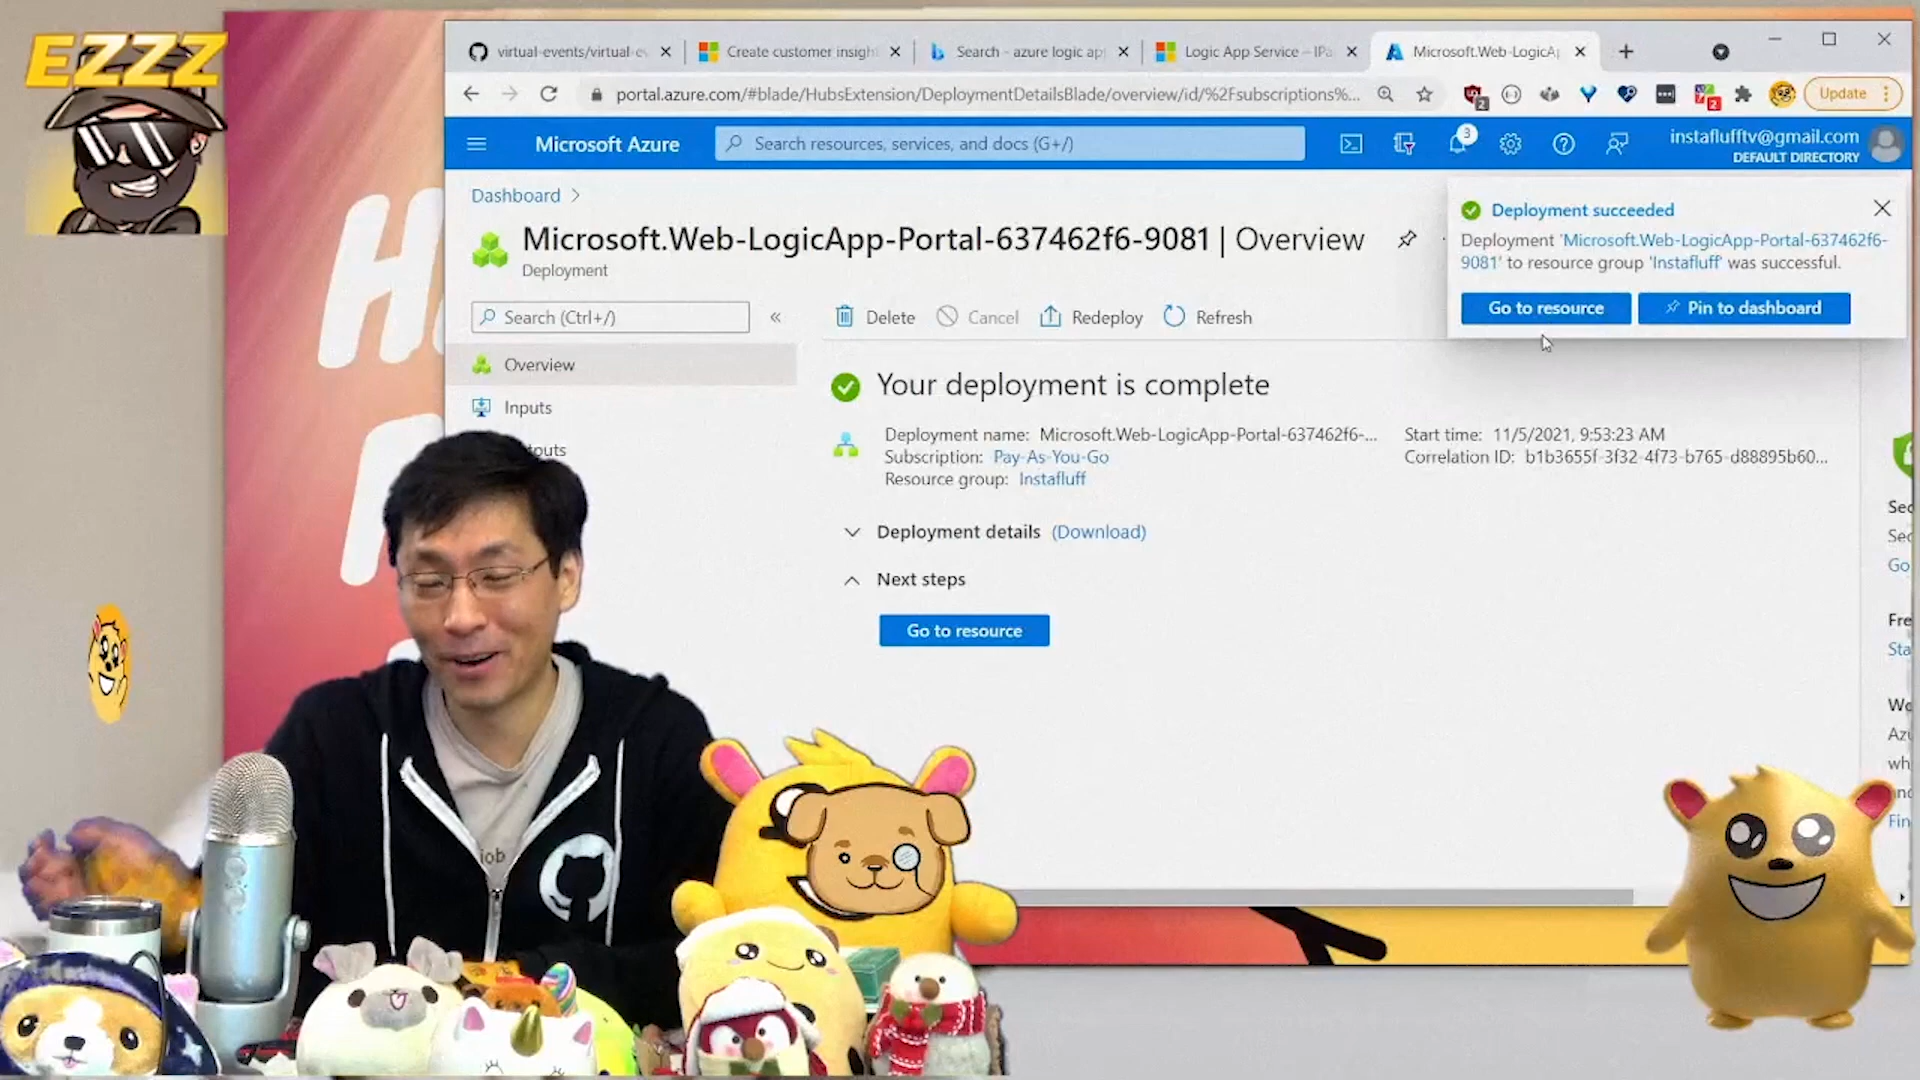 EZZZ
virtual-events/virtual-e
Create customer insigh
Search - azure logic ap
Logic App Service – IPa
Microsoft.Web-LogicA
portal.azure.com/#blade/HubsExtension/DeploymentDetailsBlade/overview/id/%2Fsubscriptions%...
2
2
Update
Microsoft Azure
Search resources, services, and docs (G+/)
3
instaflufftv@gmail.com
DEFAULT DIRECTORY
Dashboard
Microsoft.Web-LogicApp-Portal-637462f6-9081 | Overview
Deployment
Deployment succeeded
Deployment 'Microsoft.Web-LogicApp-Portal-637462f6-
9081' to resource group 'Instafluff' was successful.
Go to resource
Pin to dashboard
Search (Ctrl+/)
«
Delete
Cancel
Redeploy
Refresh
Overview
Inputs
Your deployment is complete
Deployment name: Microsoft.Web-LogicApp-Portal-637462f6-...
Subscription: Pay-As-You-Go
Resource group: Instafluff
Start time: 11/5/2021, 9:53:23 AM
Correlation ID: b1b3655f-3f32-4f73-b765-d88895b60...
Deployment details (Download)
Next steps
Go to resource
Go